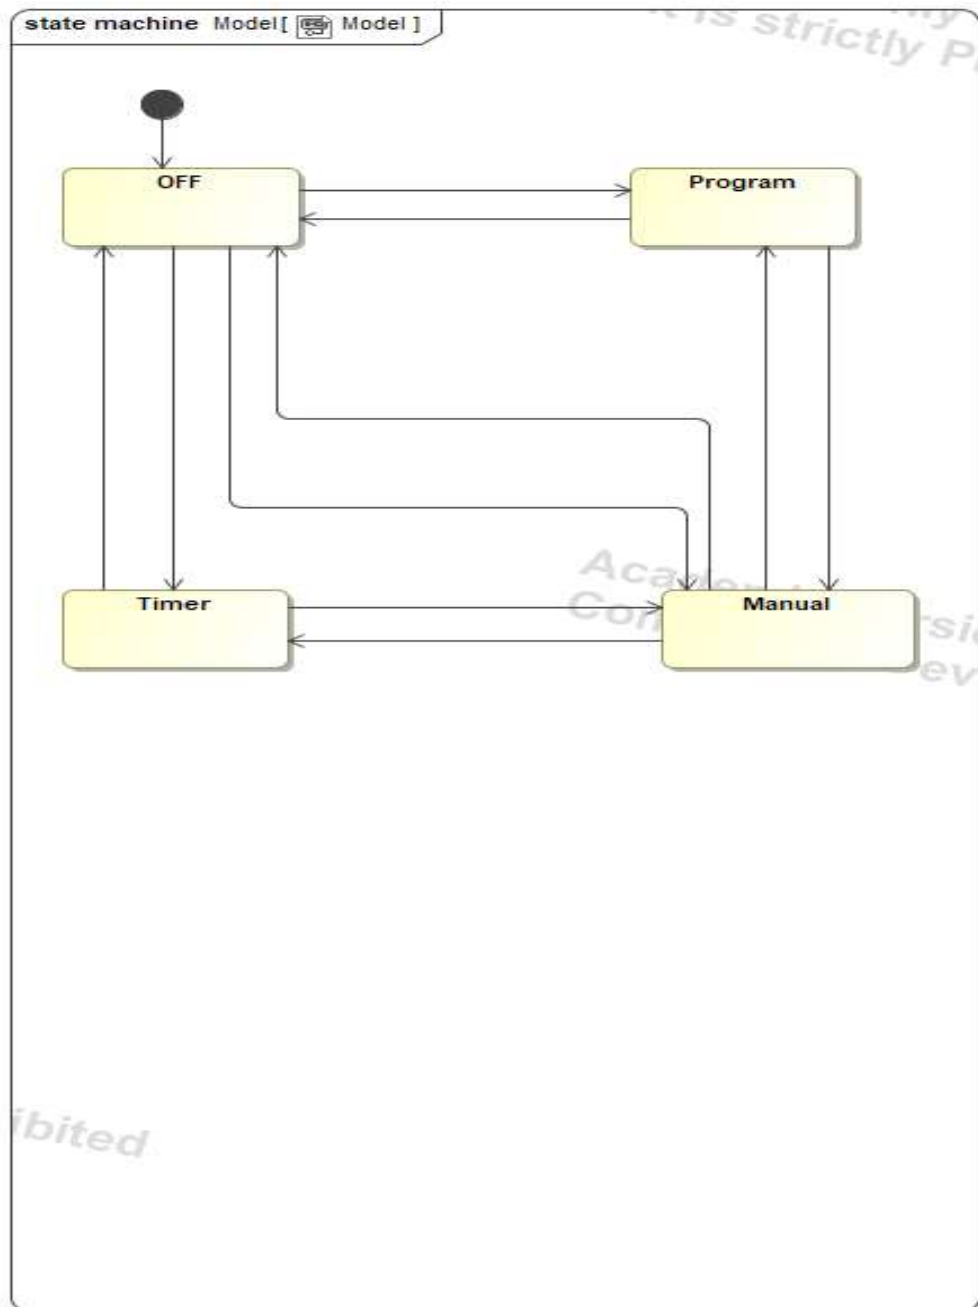 state machine Model[ Model ]
is strictly
OFF
Program
Timer
Manual
ibited